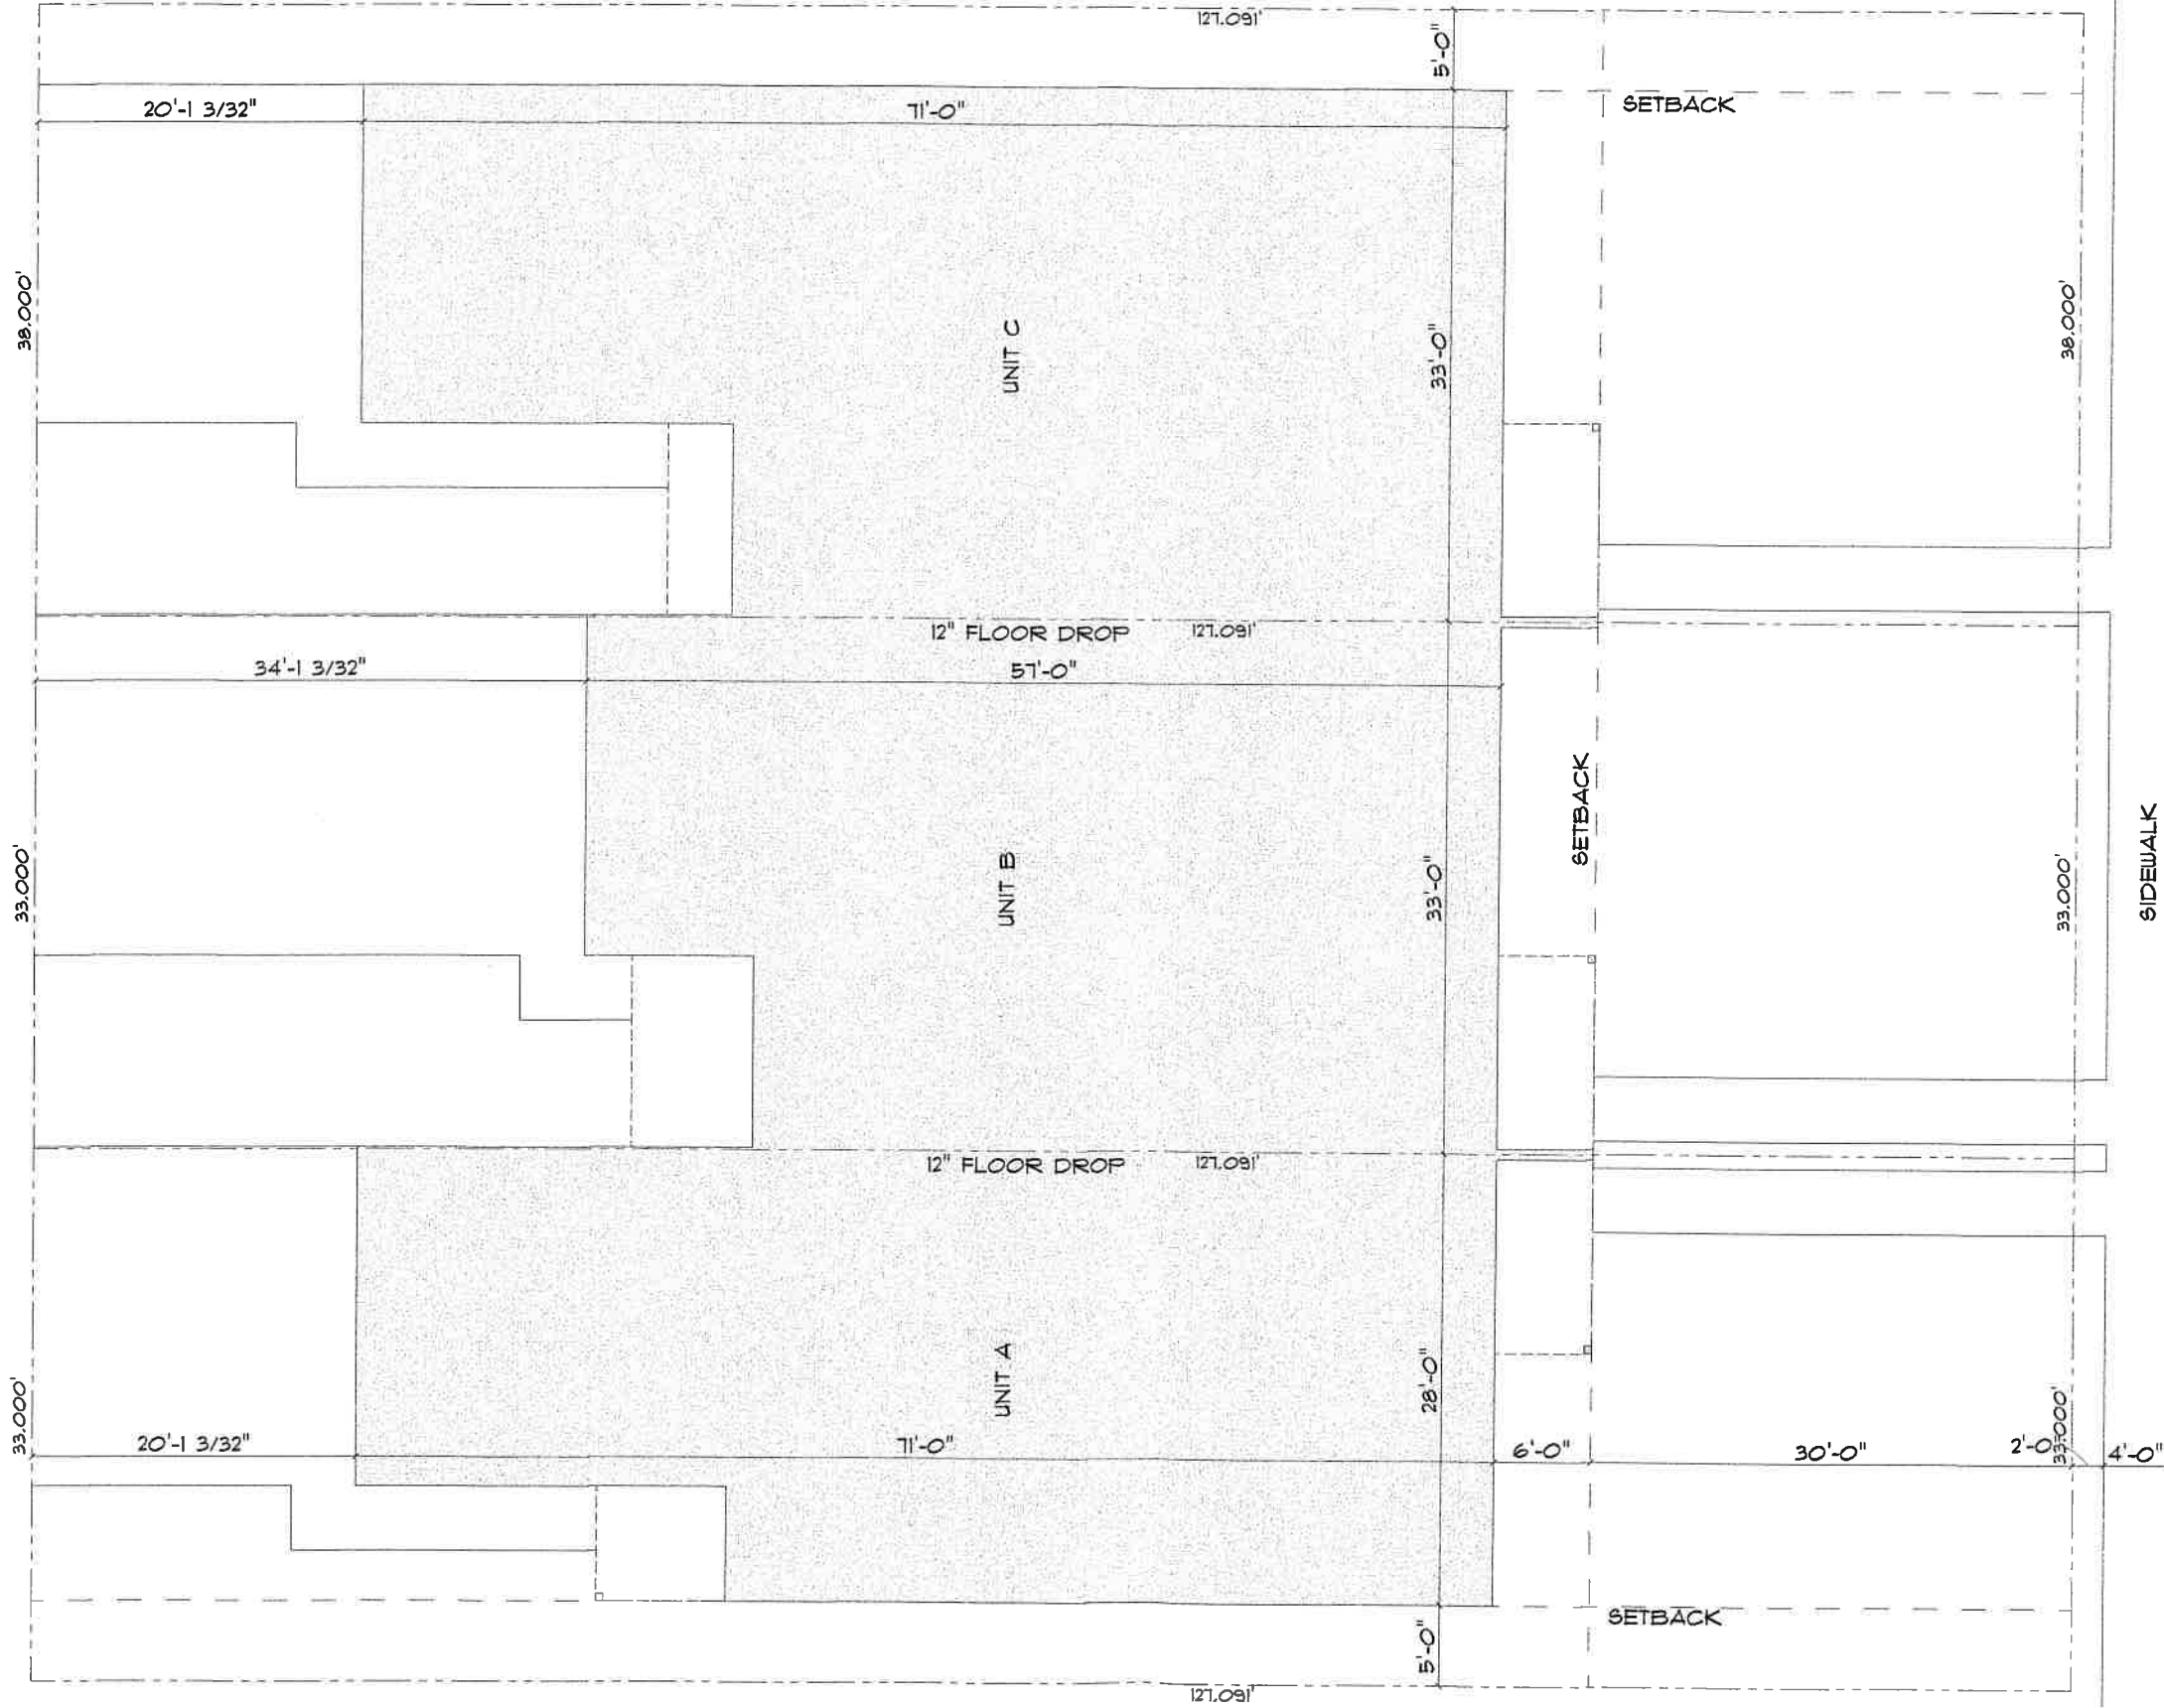 127.091'
5'-0"
SETBACK
20'-1 3/32"
71'-0"
38.000'
UNIT C
33'-0"
38.000'
12" FLOOR DROP
127.091'
34'-1 3/32"
57'-0"
SETBACK
33.000'
UNIT B
33'-0"
33.000'
SIDEWALK
12" FLOOR DROP
127.091'
33.000'
UNIT A
28'-0"
33.000'
20'-1 3/32"
71'-0"
6'-0"
30'-0"
2'-0
4'-0"
SETBACK
5'-0"
127.091'